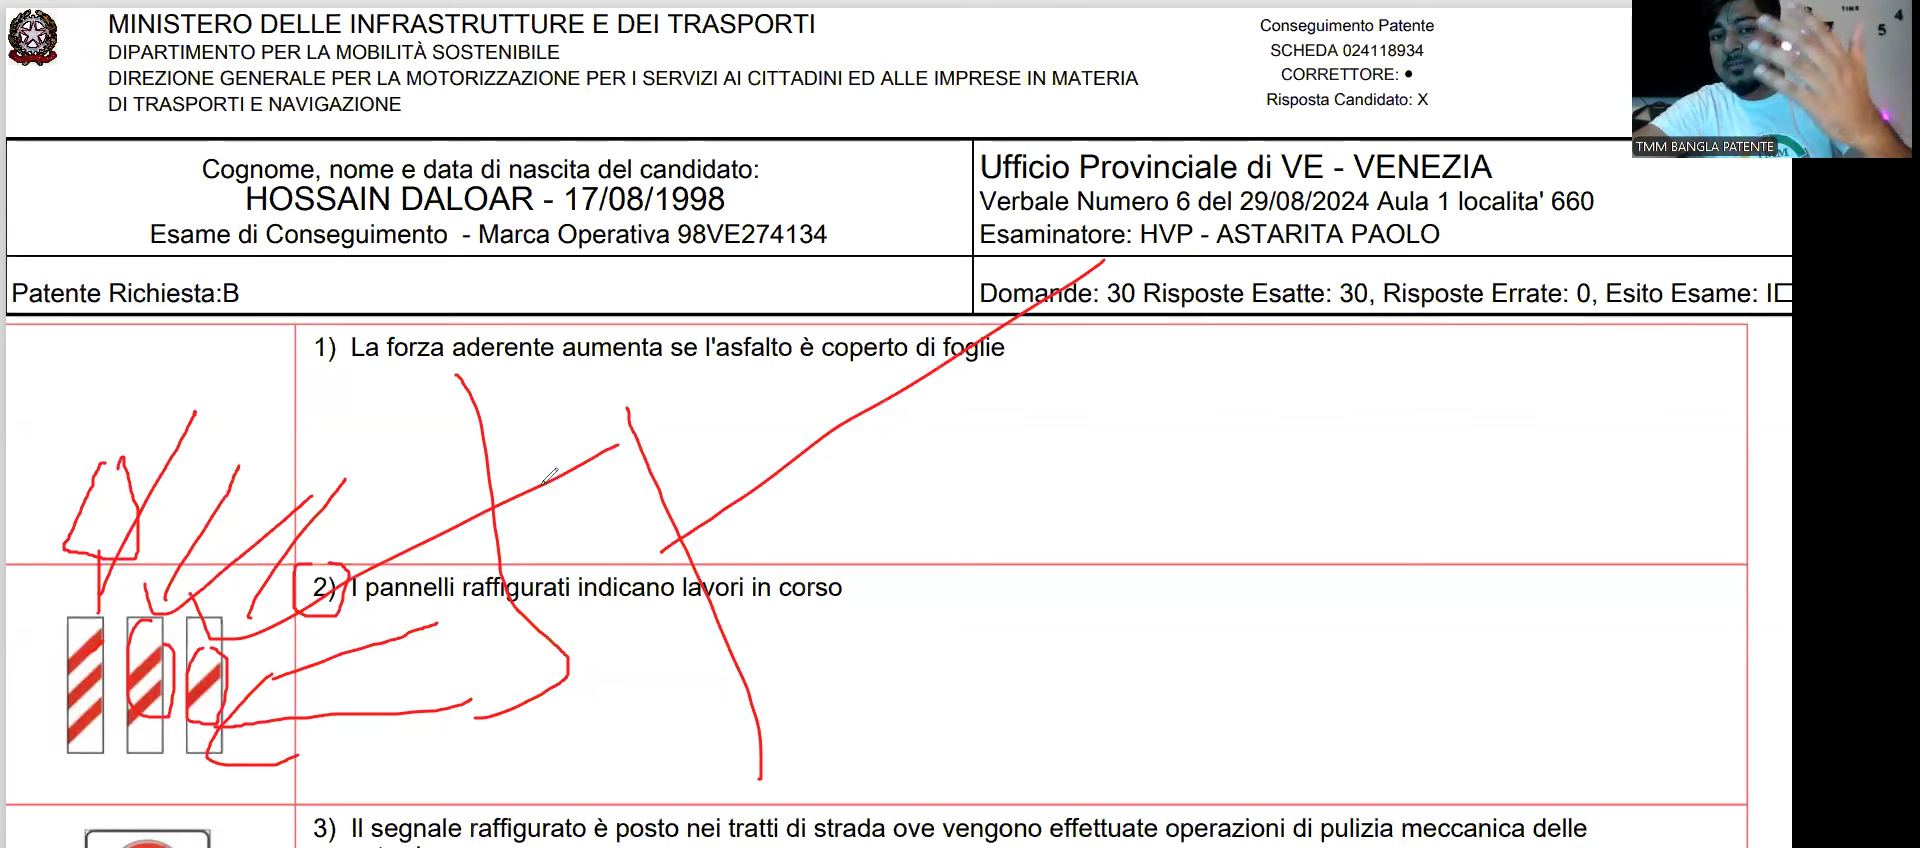 MINISTERO DELLE INFRASTRUTTURE E DEI TRASPORTI
DIPARTIMENTO PER LA MOBILITÀ SOSTENIBILE
DIREZIONE GENERALE PER LA MOTORIZZAZIONE PER I SERVIZI AI CITTADINI ED ALLE IMPRESE IN MATERIA
DI TRASPORTI E NAVIGAZIONE
Conseguimento Patente
SCHEDA 024118934
CORRETTORE: ●
Risposta Candidato: X
TIME
4
5
TMM BANGLA PATENTE
Cognome, nome e data di nascita del candidato:
HOSSAIN DALOAR - 17/08/1998
Esame di Conseguimento - Marca Operativa 98VE274134
Ufficio Provinciale di VE - VENEZIA
Verbale Numero 6 del 29/08/2024 Aula 1 localita' 660
Esaminatore: HVP - ASTARITA PAOLO
Patente Richiesta:B
Domande: 30 Risposte Esatte: 30, Risposte Errate: 0, Esito Esame:
1) La forza aderente aumenta se l'asfalto è coperto di foglie
2) I pannelli raffigurati indicano lavori in corso
3) Il segnale raffigurato è posto nei tratti di strada ove vengono effettuate operazioni di pulizia meccanica delle